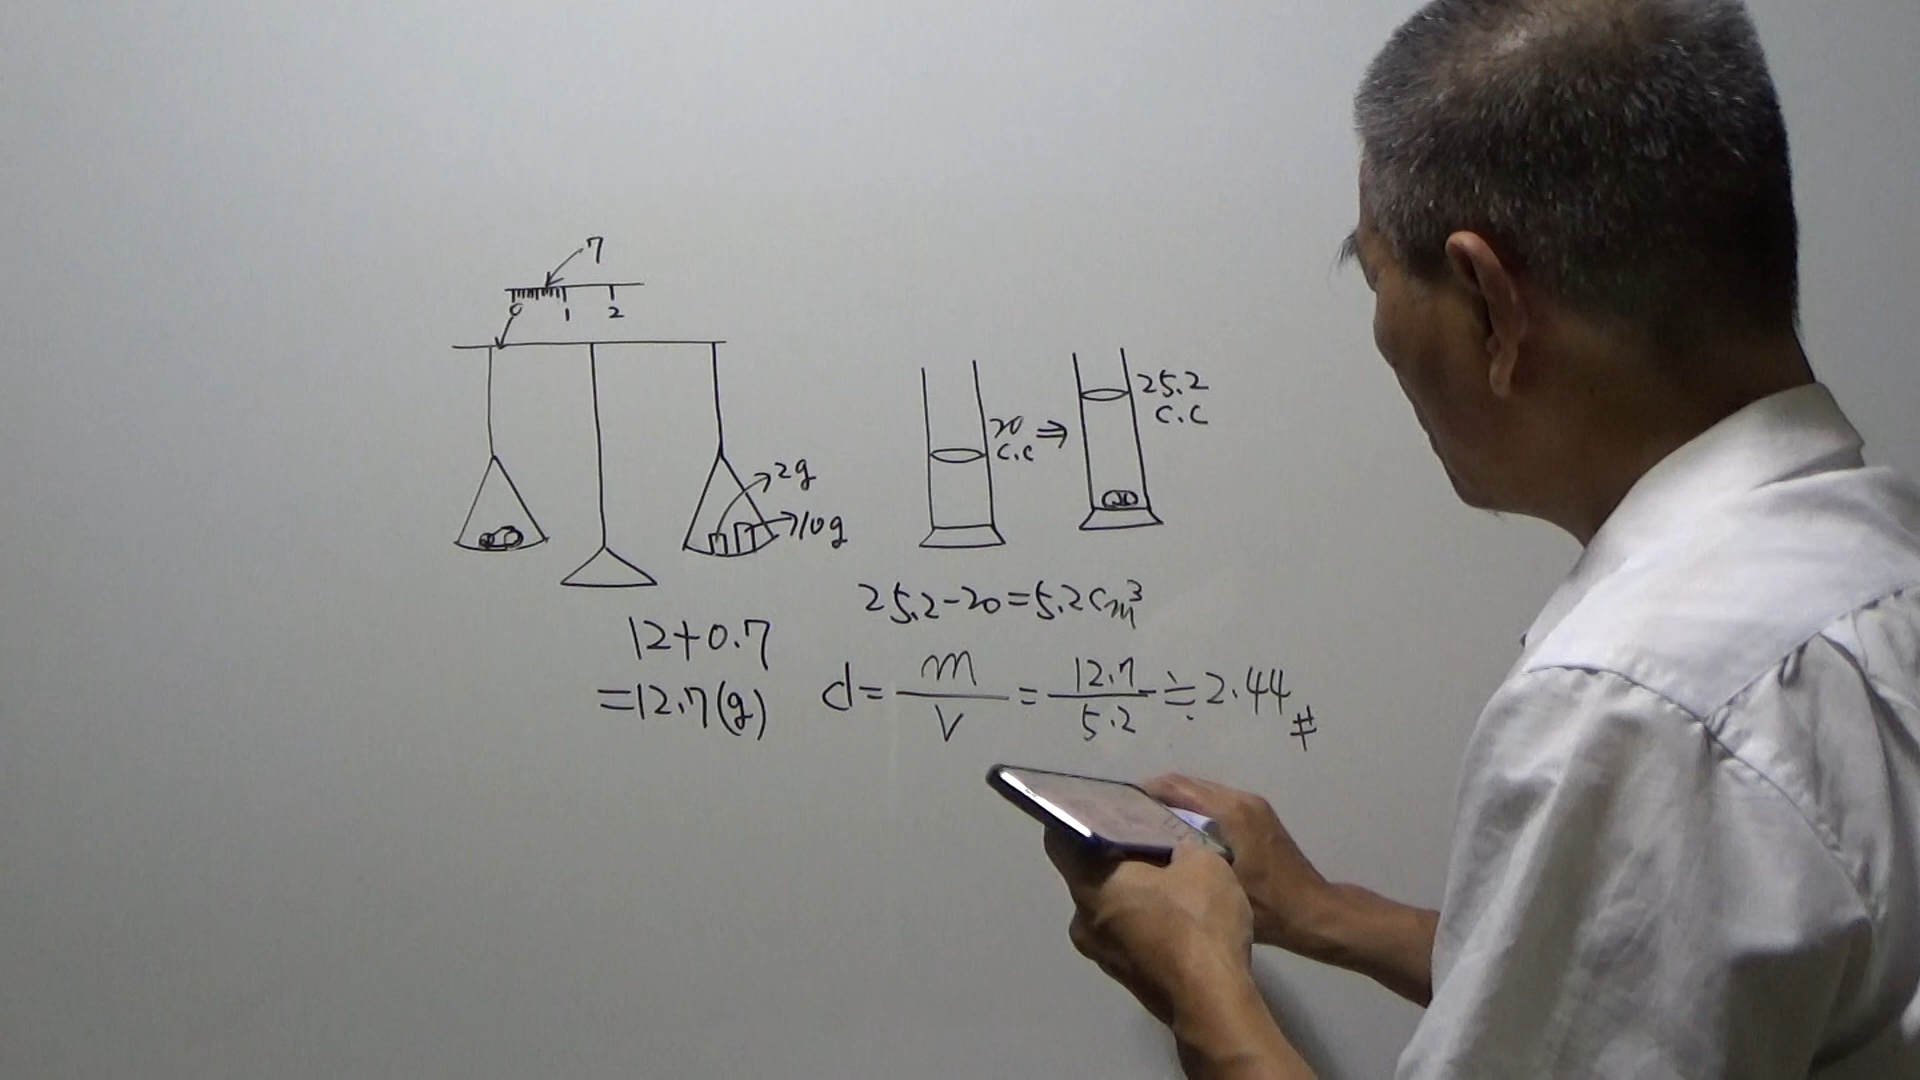 7
0 1 2
2g
10g
20
c.c
⇒
25.2
c.c
25.2-20=5.2cm³
12+0.7
=12.7(g)
d=m/V=12.7/5.2≒2.44#